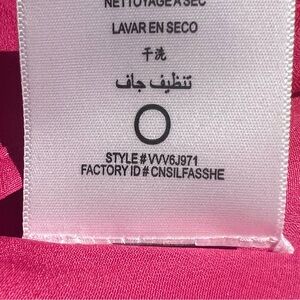 NETTOYAGE A SEC
LAVAR EN SECO
干洗
تنظيف جاف
STYLE # VVV6J971
FACTORY ID # CNSILFASSHE